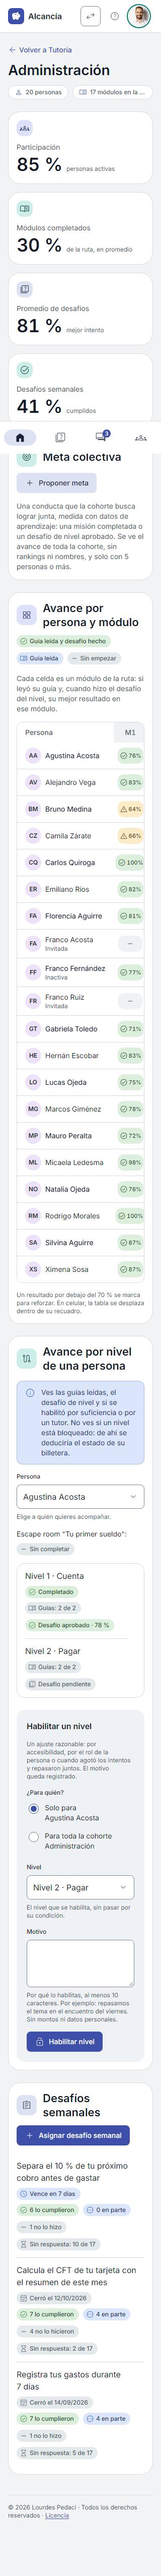 Alcancía
← Volver a Tutoría
Administración
20 personas
17 módulos en la ...
Participación
85 % personas activas
Módulos completados
30 % de la ruta, en promedio
Promedio de desafíos
81 % mejor intento
Desafíos semanales
41 % cumplidos
3
Meta colectiva
+ Proponer meta
Una conducta que la cohorte busca
lograr junta, medida con datos de
aprendizaje: usá una misión completada
o un desafío de nivel aprobado. Se ve el
avance de toda la cohorte, sin
rankings ni nombres, y solo con 5
personas o más.
Avance por
persona y módulo
Guía leída y desafío hecho
Guía leída
Sin empezar
Cada celda es un módulo de la ruta: si
leyó su guía y, cuando hizo el desafío
del nivel, su mejor resultado en
ese módulo.
Persona M1
AA Agustina Acosta 76%
AV Alejandro Vega 83%
BM Bruno Medina 64%
CZ Camila Zárate 66%
CQ Carlos Quiroga 100%
ER Emiliano Ríos 82%
FA Florencia Aguirre 81%
FA Franco Acosta –
Invitada
FF Franco Fernández 77%
Inactiva
FR Franco Ruiz –
Invitada
GT Gabriela Toledo 71%
HE Hernán Escobar 83%
LO Lucas Ojeda 75%
MG Marcos Giménez 78%
MP Mauro Peralta 72%
ML Micaela Ledesma 98%
NO Natalia Ojeda 76%
RM Rodrigo Morales 100%
SA Silvina Aguirre 87%
XS Ximena Sosa 87%
Un resultado por debajo del 70 % se marca
para reforzar. En celular, la tabla se desplaza
dentro de su recuadro.
Avance por nivel
de una persona
Ves las guías leídas, el
desafío de nivel y si se
habilitó por suficiencia o por
un tutor. No ves si un nivel
está bloqueado: de ahí se
deduciría el estado de su
billetera.
Persona
Agustina Acosta
Elige a quién quieres acompañar.
Escape room "Tu primer sueldo":
Sin completar
Nivel 1 · Cuenta
Completado
Guías: 2 de 2
Desafío aprobado · 78 %
Nivel 2 · Pagar
Guías: 2 de 2
Desafío pendiente
Habilitar un nivel
Un ajuste razonable: por
accesibilidad, por el rol de la
persona o cuando agotó los intentos
y repasaron juntos. El motivo
queda registrado.
¿Para quién?
Solo para
Agustina Acosta
Para toda la cohorte
Administración
Nivel
Nivel 2 · Pagar
El nivel que se habilita, sin pasar por
su condición.
Motivo
Por qué lo habilitas, al menos 10
caracteres. Por ejemplo: repasamos
el tema en el encuentro del viernes.
Sin montos ni datos personales.
Habilitar nivel
Desafíos
semanales
+ Asignar desafío semanal
Separa el 10 % de tu próximo
cobro antes de gastar
Vence en 7 días
6 lo cumplieron
0 en parte
1 no lo hizo
Sin respuesta: 10 de 17
Calcula el CFT de tu tarjeta con
el resumen de este mes
Cerró el 12/10/2026
7 lo cumplieron
4 en parte
4 no lo hicieron
Sin respuesta: 2 de 17
Registra tus gastos durante
7 días
Cerró el 14/09/2026
7 lo cumplieron
4 en parte
1 no lo hizo
Sin respuesta: 5 de 17
© 2026 Lourdes Pedaci · Todos los derechos
reservados · Licencia